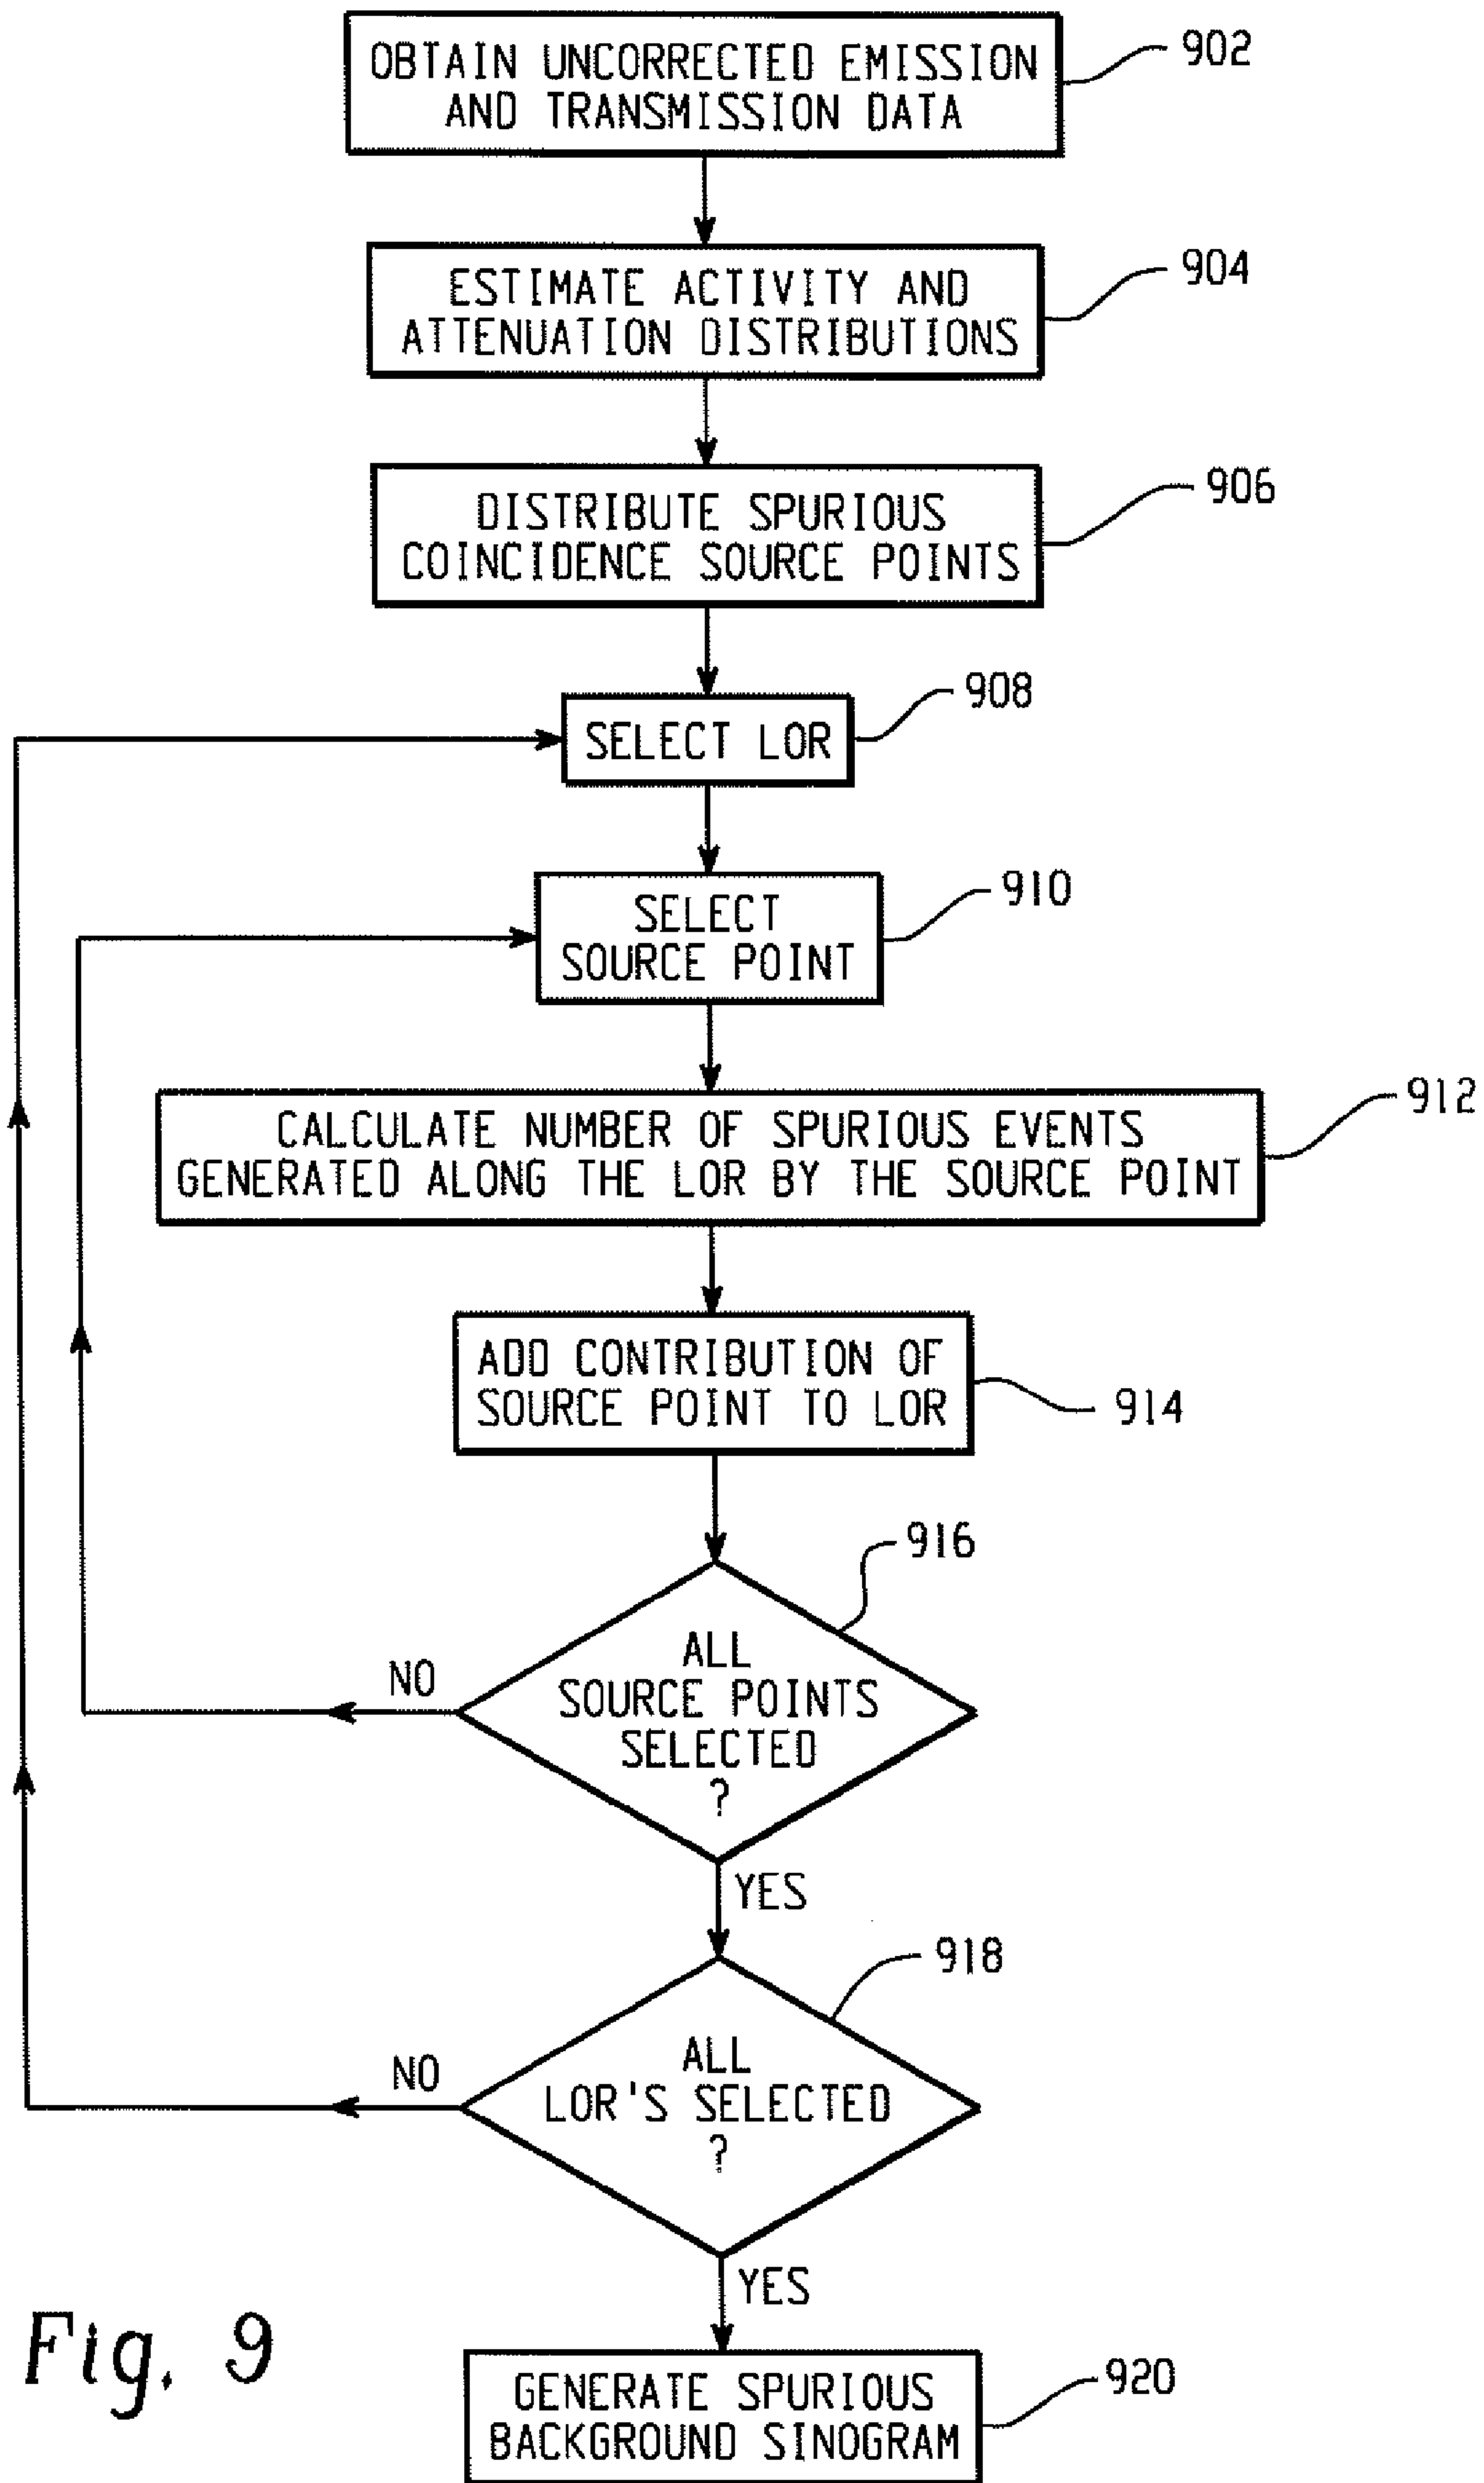 OBTAIN UNCORRECTED EMISSION
AND TRANSMISSION DATA
902
ESTIMATE ACTIVITY AND
ATTENUATION DISTRIBUTIONS
904
DISTRIBUTE SPURIOUS
COINCIDENCE SOURCE POINTS
906
SELECT LOR
908
SELECT
SOURCE POINT
910
CALCULATE NUMBER OF SPURIOUS EVENTS
GENERATED ALONG THE LOR BY THE SOURCE POINT
912
ADD CONTRIBUTION OF
SOURCE POINT TO LOR
914
916
ALL
SOURCE POINTS
SELECTED
?
NO
YES
918
ALL
LOR'S SELECTED
?
NO
YES
GENERATE SPURIOUS
BACKGROUND SINOGRAM
920
Fig. 9